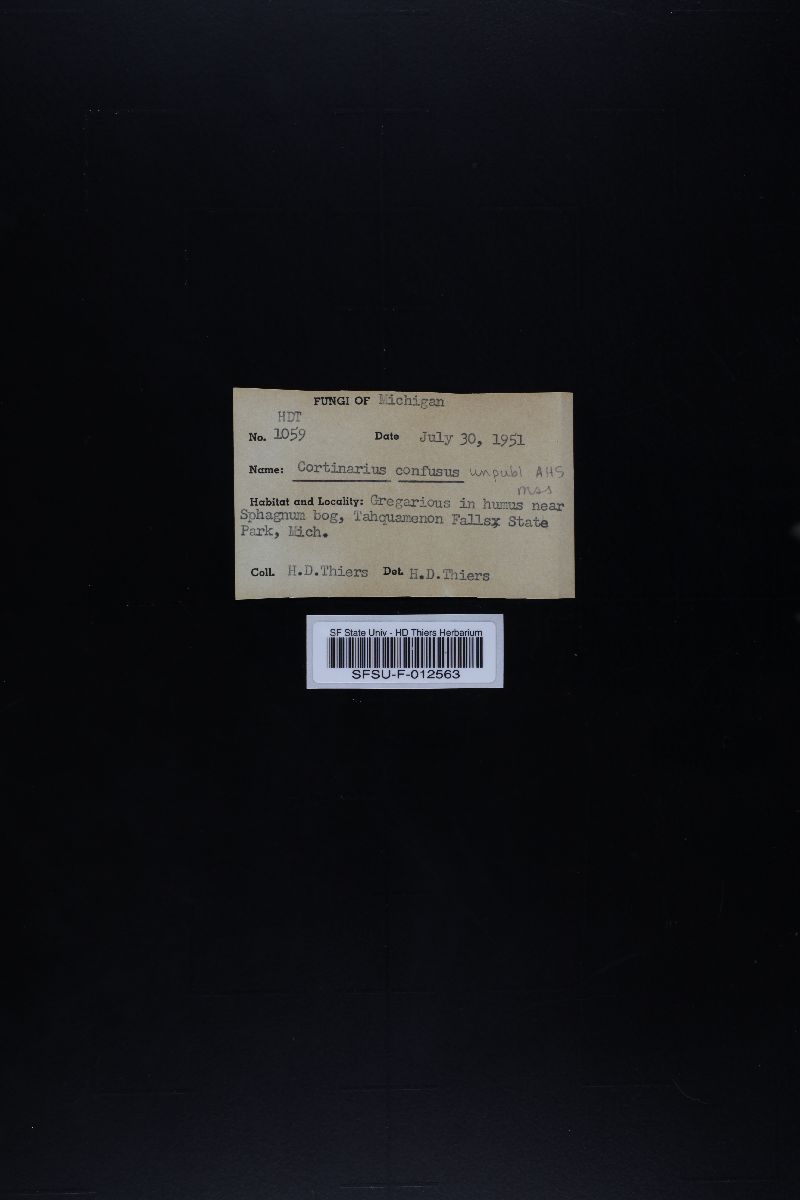 FUNGI OF Michigan
HDT
No. 1059 Date July 30, 1951
Name: Cortinarius confusus unpubl AHS
mss
Habitat and Locality: Gregarious in humus near
Sphagnum bog, Tahquamenon Fallsx State
Park, Mich.
Coll. H.D.Thiers Det. H.D.Thiers
SF State Univ - HD Thiers Herbarium
SFSU-F-012563